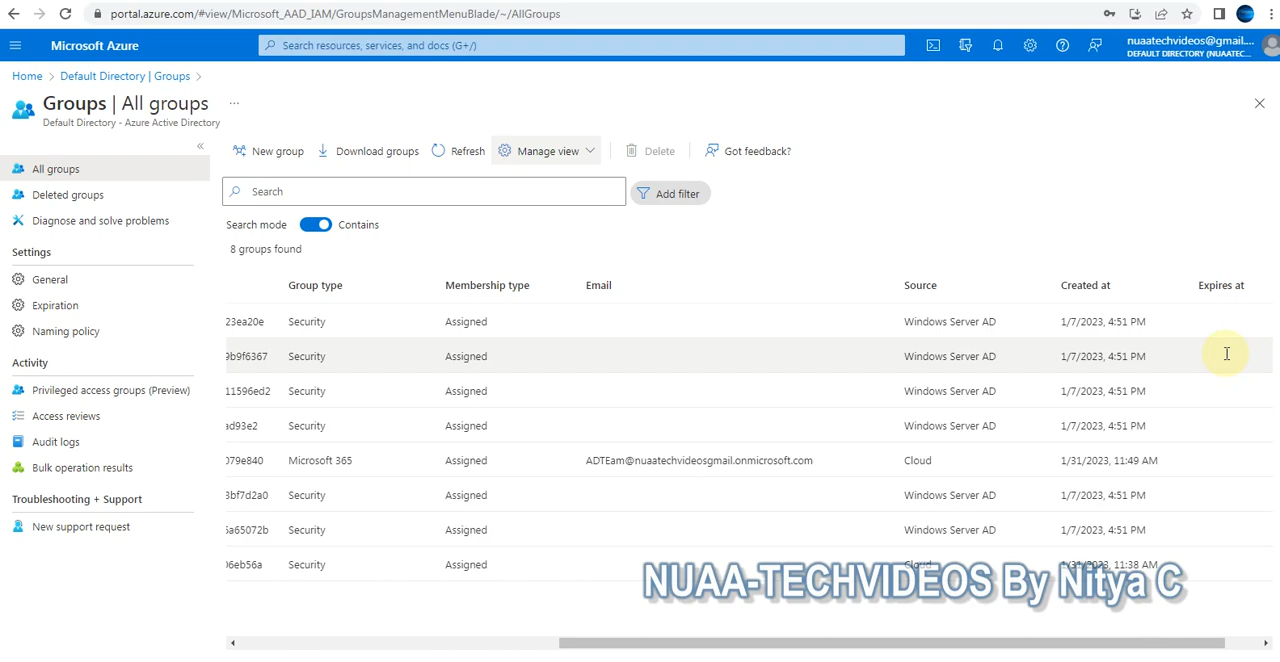 portal.azure.com/#view/Microsoft_AAD_IAM/GroupsManagementMenuBlade/~/AllGroups
Microsoft Azure
Search resources, services, and docs (G+/)
nuaatechvideos@gmail....
DEFAULT DIRECTORY (NUAATEC...
Home > Default Directory | Groups >
Groups | All groups ...
Default Directory - Azure Active Directory
New group Download groups Refresh Manage view Delete Got feedback?
All groups
Deleted groups
Diagnose and solve problems
Settings
General
Expiration
Naming policy
Activity
Privileged access groups (Preview)
Access reviews
Audit logs
Bulk operation results
Troubleshooting + Support
New support request
Search
Add filter
Search mode Contains
8 groups found
Group type Membership type Email Source Created at Expires at
23ea20e Security Assigned Windows Server AD 1/7/2023, 4:51 PM
9b9f6367 Security Assigned Windows Server AD 1/7/2023, 4:51 PM
11596ed2 Security Assigned Windows Server AD 1/7/2023, 4:51 PM
ad93e2 Security Assigned Windows Server AD 1/7/2023, 4:51 PM
079e840 Microsoft 365 Assigned ADTEam@nuaatechvideosgmail.onmicrosoft.com Cloud 1/31/2023, 11:49 AM
3bf7d2a0 Security Assigned Windows Server AD 1/7/2023, 4:51 PM
6a65072b Security Assigned Windows Server AD 1/7/2023, 4:51 PM
06eb56a Security Assigned Cloud 1/31/2023, 11:38 AM
NUAA-TECHVIDEOS By Nitya C